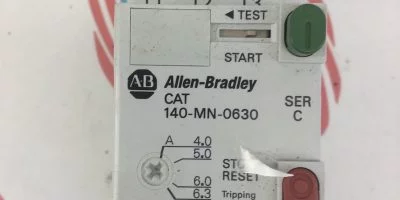 ◄ TEST
START
AB Allen-Bradley
CAT
140-MN-0630
SER
C
A 4.0
5.0
6.0
6.3
RESET
Tripping